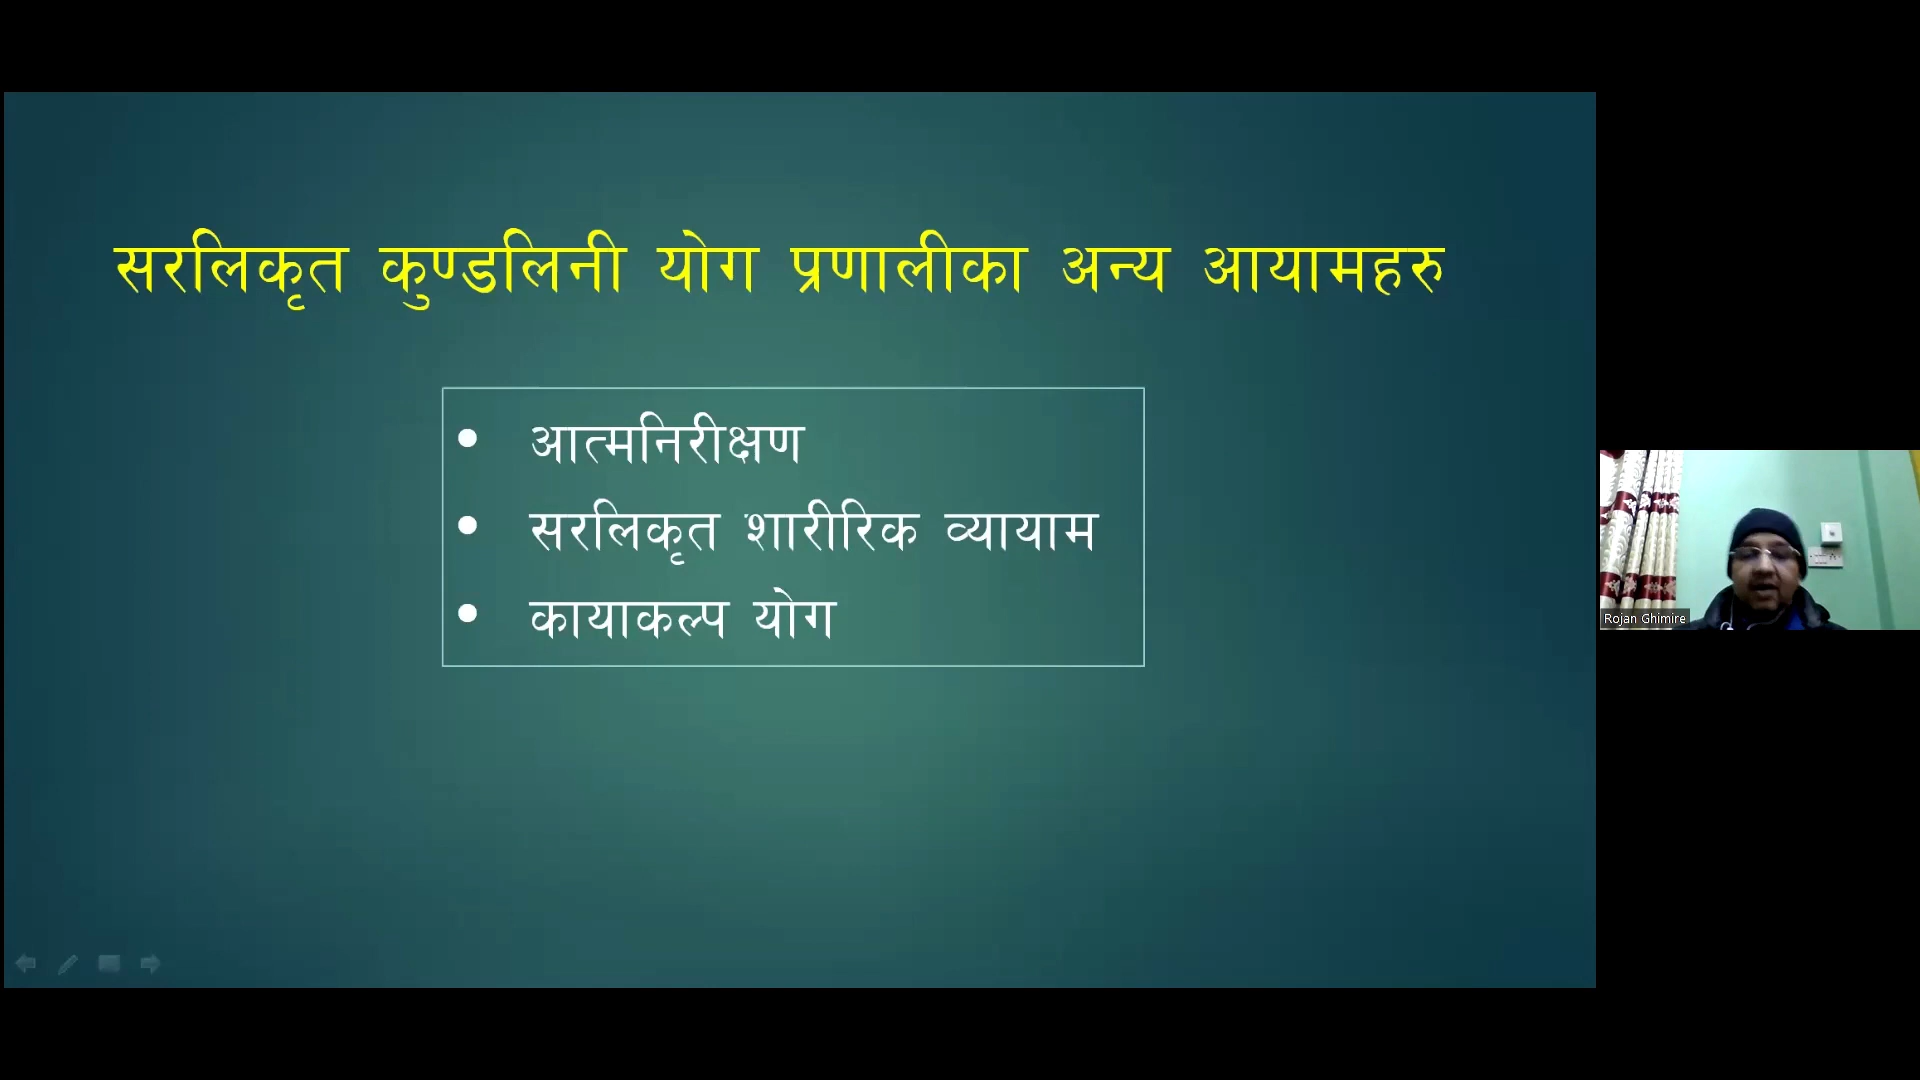 सरलिकृत कुण्डलिनी योग प्रणालीका अन्य आयामहरु
• आत्मनिरीक्षण
• सरलिकृत शारीरिक व्यायाम
• कायाकल्प योग
Rojan Ghimire